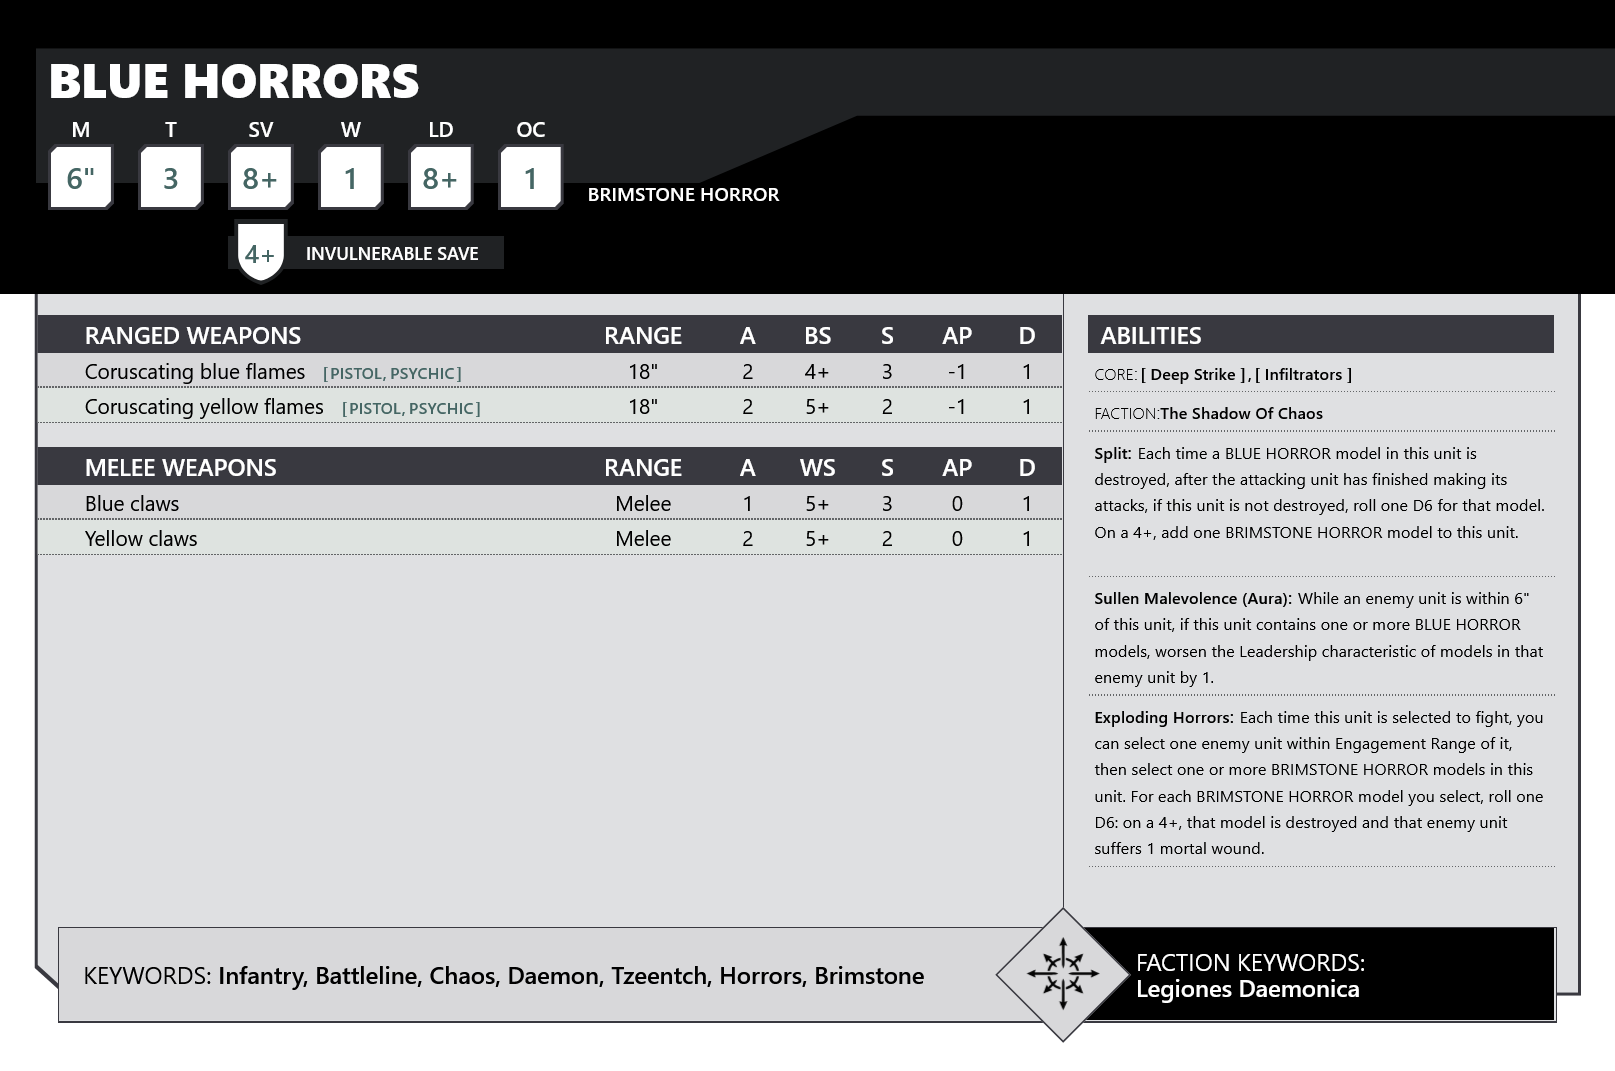 BLUE HORRORS
M T SV W LD OC
6" 3 8+ 1 8+ 1
BRIMSTONE HORROR
4+ INVULNERABLE SAVE
RANGED WEAPONS RANGE A BS S AP D
Coruscating blue flames [PISTOL, PSYCHIC] 18" 2 4+ 3 -1 1
Coruscating yellow flames [PISTOL, PSYCHIC] 18" 2 5+ 2 -1 1
MELEE WEAPONS RANGE A WS S AP D
Blue claws Melee 1 5+ 3 0 1
Yellow claws Melee 2 5+ 2 0 1
ABILITIES
CORE: [ Deep Strike ] , [ Infiltrators ]
FACTION:The Shadow Of Chaos
Split: Each time a BLUE HORROR model in this unit is
destroyed, after the attacking unit has finished making its
attacks, if this unit is not destroyed, roll one D6 for that model.
On a 4+, add one BRIMSTONE HORROR model to this unit.
Sullen Malevolence (Aura): While an enemy unit is within 6"
of this unit, if this unit contains one or more BLUE HORROR
models, worsen the Leadership characteristic of models in that
enemy unit by 1.
Exploding Horrors: Each time this unit is selected to fight, you
can select one enemy unit within Engagement Range of it,
then select one or more BRIMSTONE HORROR models in this
unit. For each BRIMSTONE HORROR model you select, roll one
D6: on a 4+, that model is destroyed and that enemy unit
suffers 1 mortal wound.
KEYWORDS: Infantry, Battleline, Chaos, Daemon, Tzeentch, Horrors, Brimstone
FACTION KEYWORDS:
Legiones Daemonica